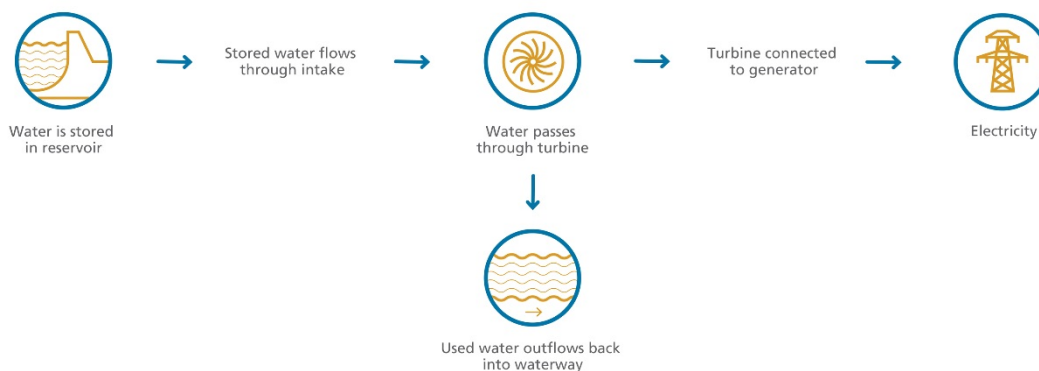 Water is stored
in reservoir
Stored water flows
through intake
Water passes
through turbine
Turbine connected
to generator
Electricity
Used water outflows back
into waterway